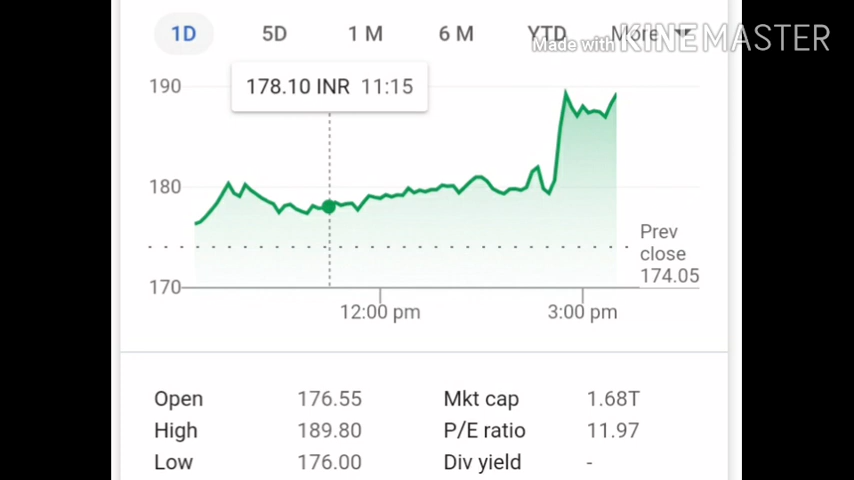 1D 5D 1 M 6 M YTD More
Made with KINEMASTER
190
178.10 INR 11:15
180
Prev
close
174.05
170
12:00 pm 3:00 pm
Open 176.55 Mkt cap 1.68T
High 189.80 P/E ratio 11.97
Low 176.00 Div yield -